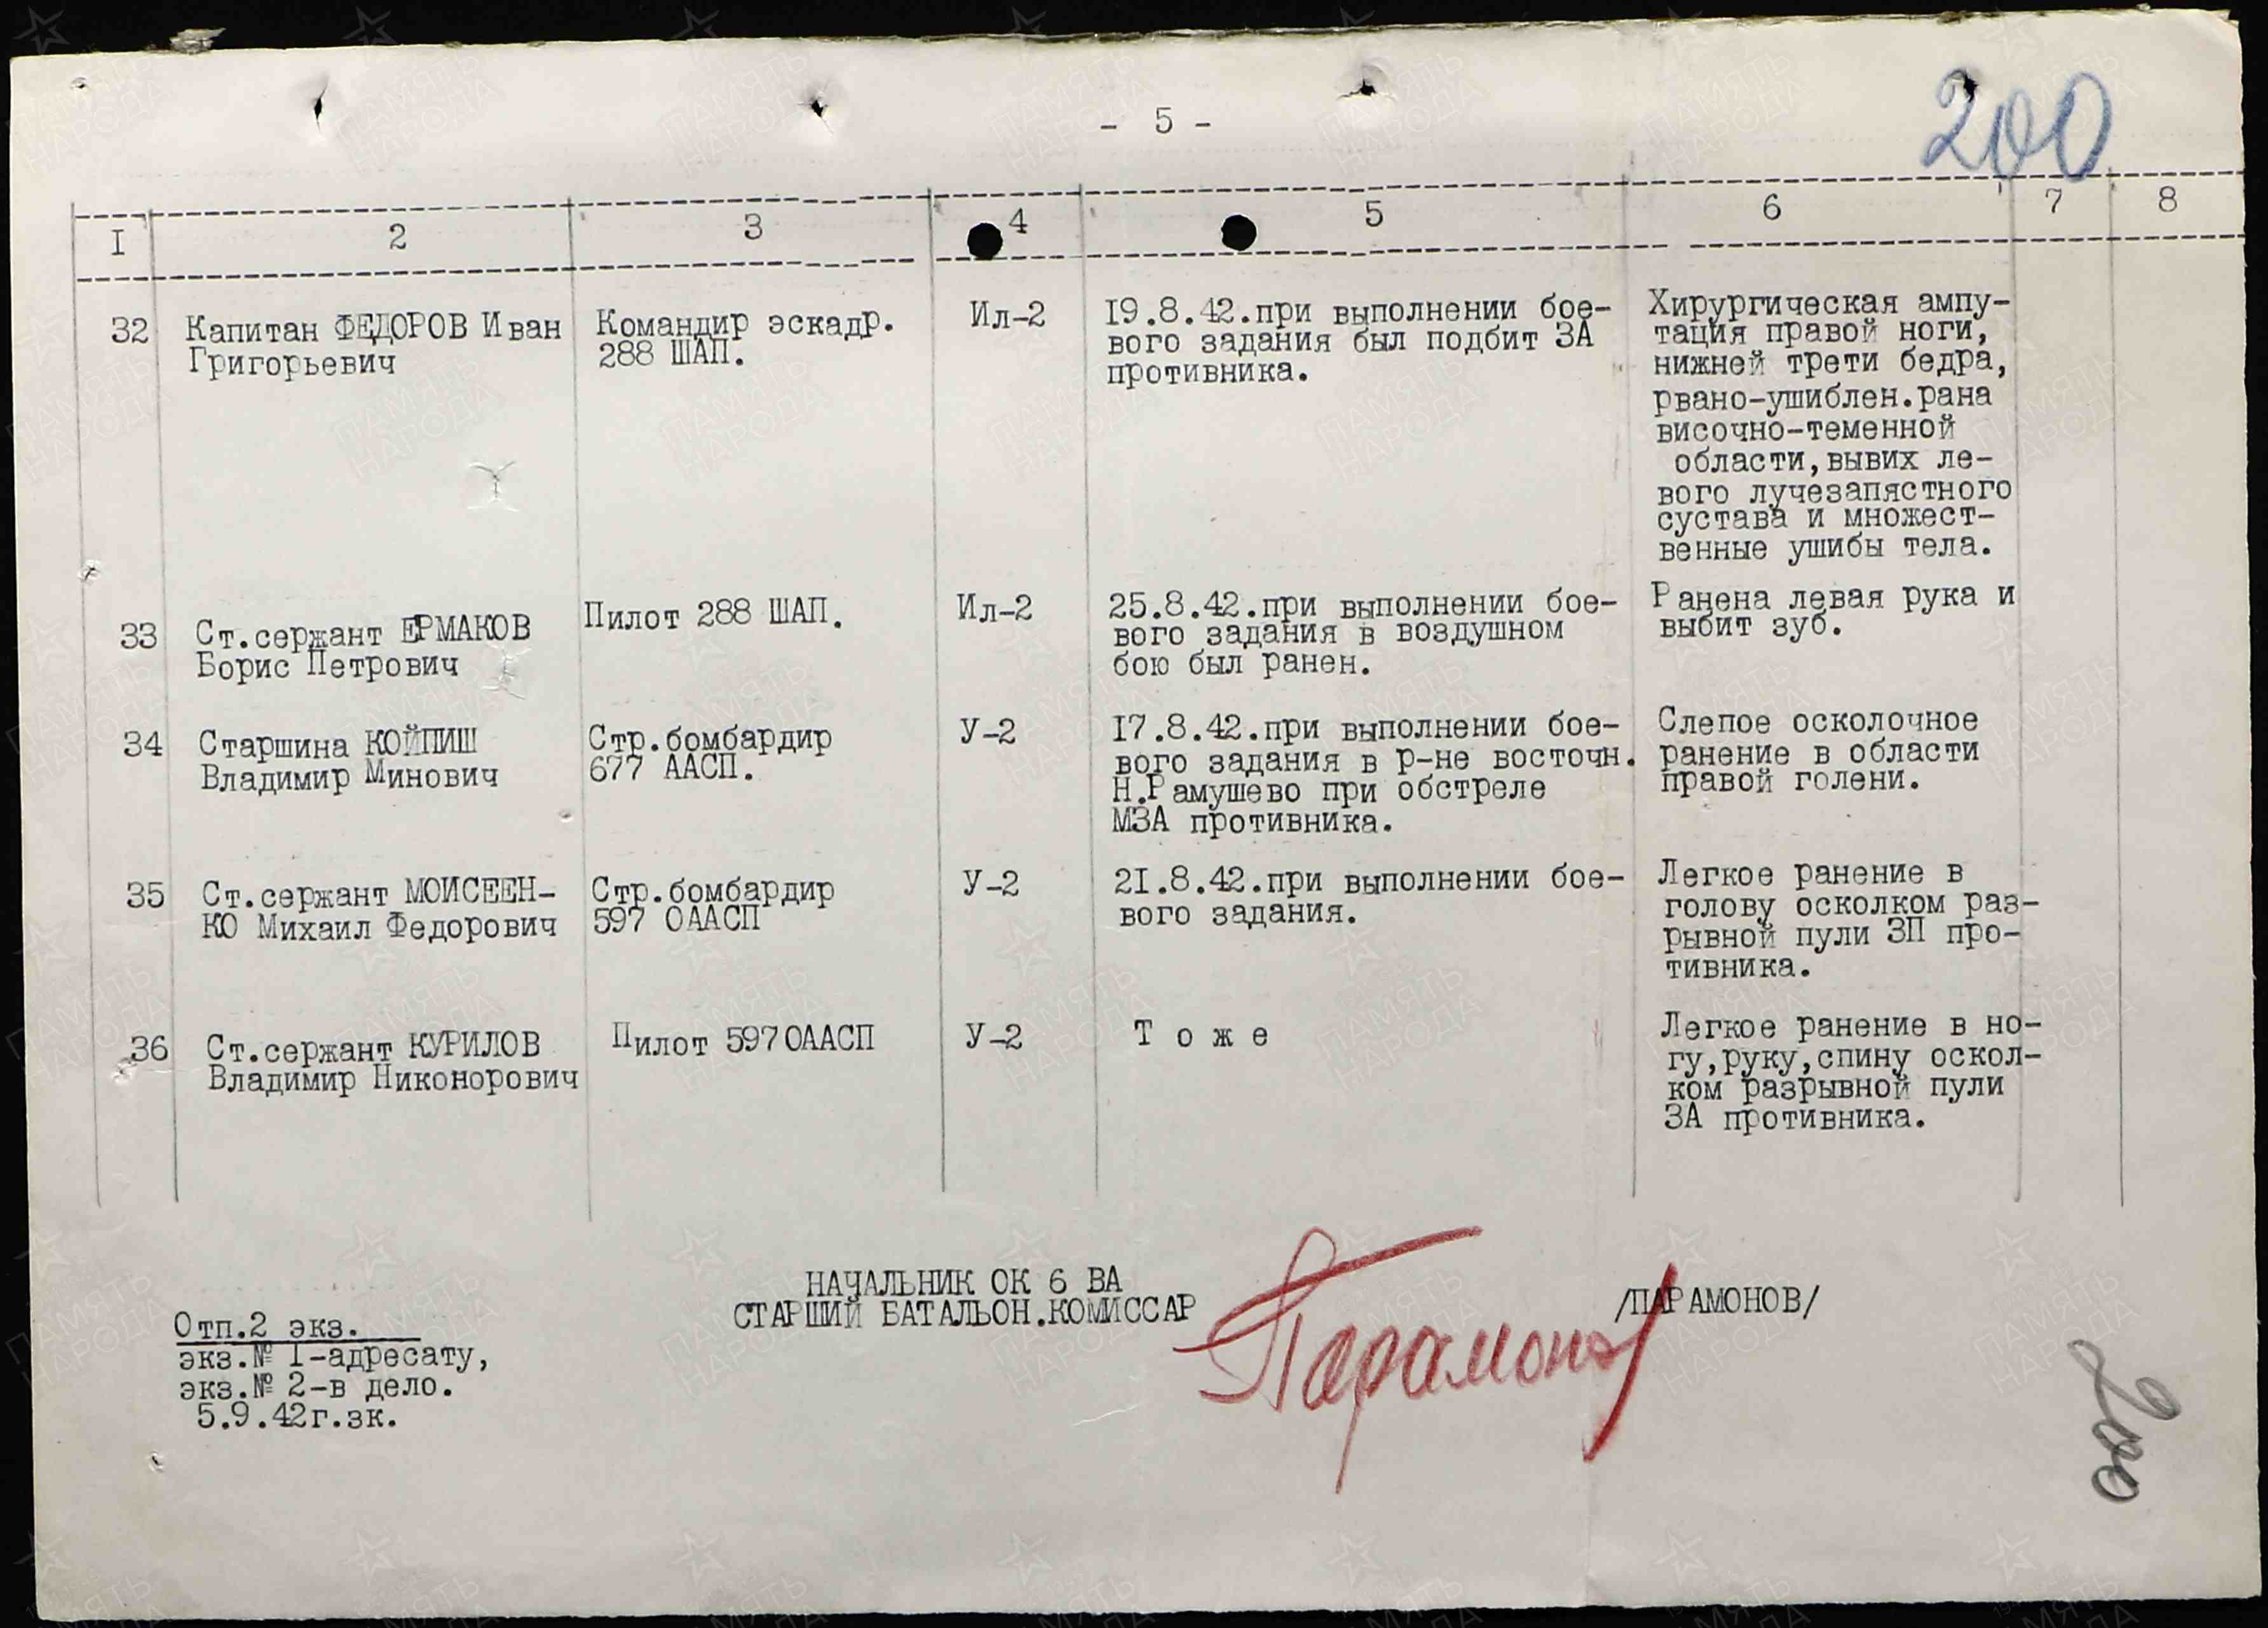 200
- 5 -
I 2 3 4 5 6 7 8
32 Капитан ФЕДОРОВ Иван
Григорьевич
Командир эскадр.
288 ШАП.
Ил-2
19.8.42.при выполнении бое-
вого задания был подбит ЗА
противника.
Хирургическая ампу-
тация правой ноги,
нижней трети бедра,
рвано-ушиблен.рана
височно-теменной
области,вывих ле-
вого лучезапястного
сустава и множест-
венные ушибы тела.
33 Ст.сержант ЕРМАКОВ
Борис Петрович
Пилот 288 ШАП.
Ил-2
25.8.42.при выполнении бое-
вого задания в воздушном
бою был ранен.
Ранена левая рука и
выбит зуб.
34 Старшина КОЙПИШ
Владимир Минович
Стр.бомбардир
677 ААСП.
У-2
I7.8.42.при выполнении бое-
вого задания в р-не восточн.
Н.Рамушево при обстреле
МЗА противника.
Слепое осколочное
ранение в области
правой голени.
35 Ст.сержант МОИСЕЕН-
КО Михаил Федорович
Стр.бомбардир
597 ОААСП
У-2
2I.8.42.при выполнении бое-
вого задания.
Легкое ранение в
голову осколком раз-
рывной пули ЗП про-
тивника.
36 Ст.сержант КУРИЛОВ
Владимир Никонорович
Пилот 597 ОААСП
У-2
Т о ж е
Легкое ранение в но-
гу,руку,спину оскол-
ком разрывной пули
ЗА противника.
НАЧАЛЬНИК ОК 6 ВА
СТАРШИЙ БАТАЛЬОН.КОМИССАР
Парамонов
/ПАРАМОНОВ/
Отп.2 экз.
экз.№ I-адресату,
экз.№ 2-в дело.
5.9.42г.зк.
200
ПАМЯТЬ
НАРОДА